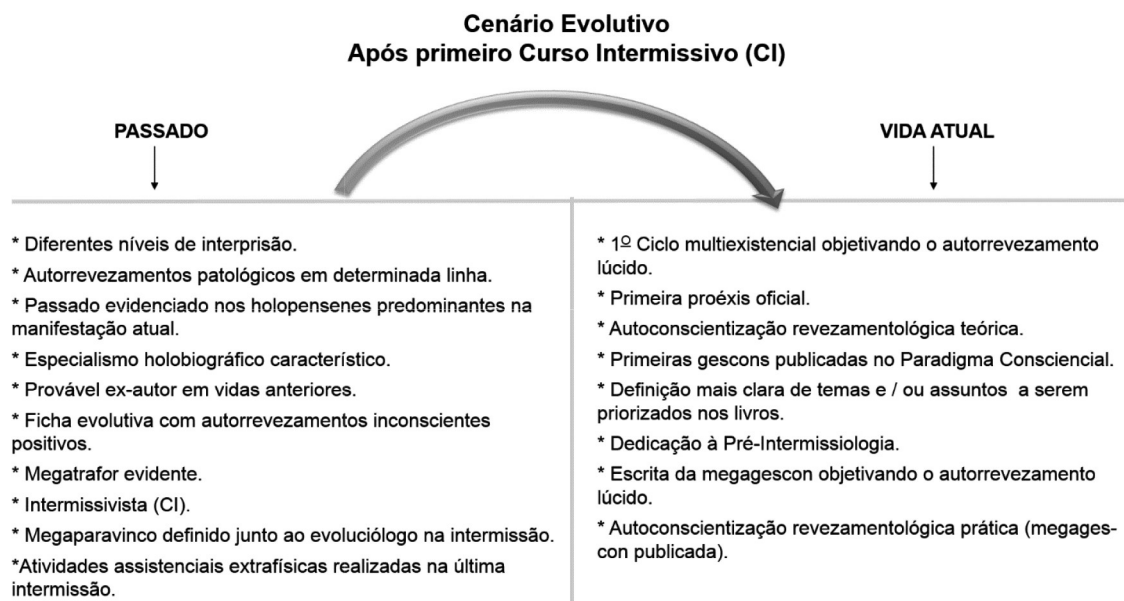 Cenário Evolutivo
Após primeiro Curso Intermissivo (CI)
PASSADO
VIDA ATUAL
* Diferentes níveis de interprisão.
* Autorrevezamentos patológicos em determinada linha.
* Passado evidenciado nos holopensenes predominantes na
manifestação atual.
* Especialismo holobiográfico característico.
* Provável ex-autor em vidas anteriores.
* Ficha evolutiva com autorrevezamentos inconscientes
positivos.
* Megatrafor evidente.
* Intermissivista (CI).
* Megaparavinco definido junto ao evoluciólogo na intermissão.
*Atividades assistenciais extrafísicas realizadas na última
intermissão.
* 1º Ciclo multiexistencial objetivando o autorrevezamento
lúcido.
* Primeira proéxis oficial.
* Autoconscientização revezamentológica teórica.
* Primeiras gescons publicadas no Paradigma Consciencial.
* Definição mais clara de temas e / ou assuntos a serem
priorizados nos livros.
* Dedicação à Pré-Intermissiologia.
* Escrita da megagescon objetivando o autorrevezamento
lúcido.
* Autoconscientização revezamentológica prática (megages-
con publicada).